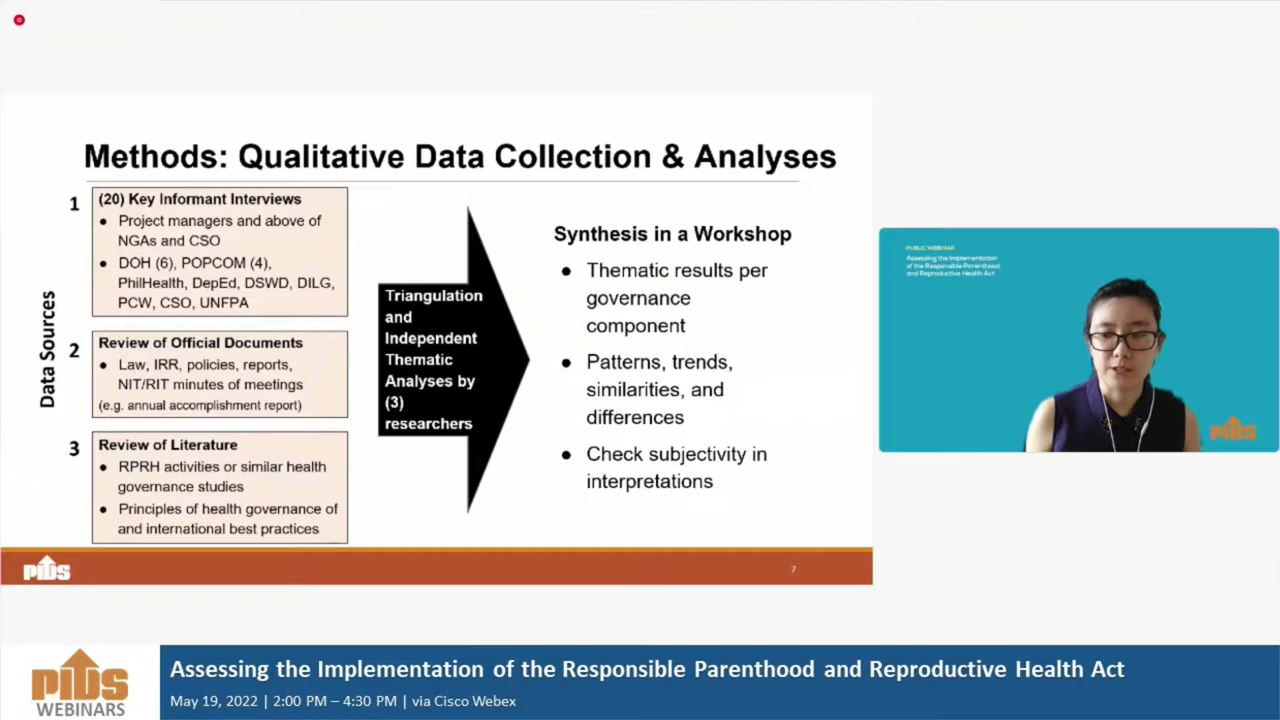 Methods: Qualitative Data Collection & Analyses
Data Sources
1
(20) Key Informant Interviews
● Project managers and above of
NGAs and CSO
● DOH (6), POPCOM (4),
PhilHealth, DepEd, DSWD, DILG,
PCW, CSO, UNFPA
2
Review of Official Documents
● Law, IRR, policies, reports,
NIT/RIT minutes of meetings
(e.g. annual accomplishment report)
3
Review of Literature
● RPRH activities or similar health
governance studies
● Principles of health governance of
and international best practices
Triangulation
and
Independent
Thematic
Analyses by
(3)
researchers
Synthesis in a Workshop
● Thematic results per
governance
component
● Patterns, trends,
similarities, and
differences
● Check subjectivity in
interpretations
PIDS
7
PUBLIC WEBINAR
Assessing the Implementation
of the Responsible Parenthood
and Reproductive Health Act
PIDS
PIDS
WEBINARS
Assessing the Implementation of the Responsible Parenthood and Reproductive Health Act
May 19, 2022 | 2:00 PM – 4:30 PM | via Cisco Webex